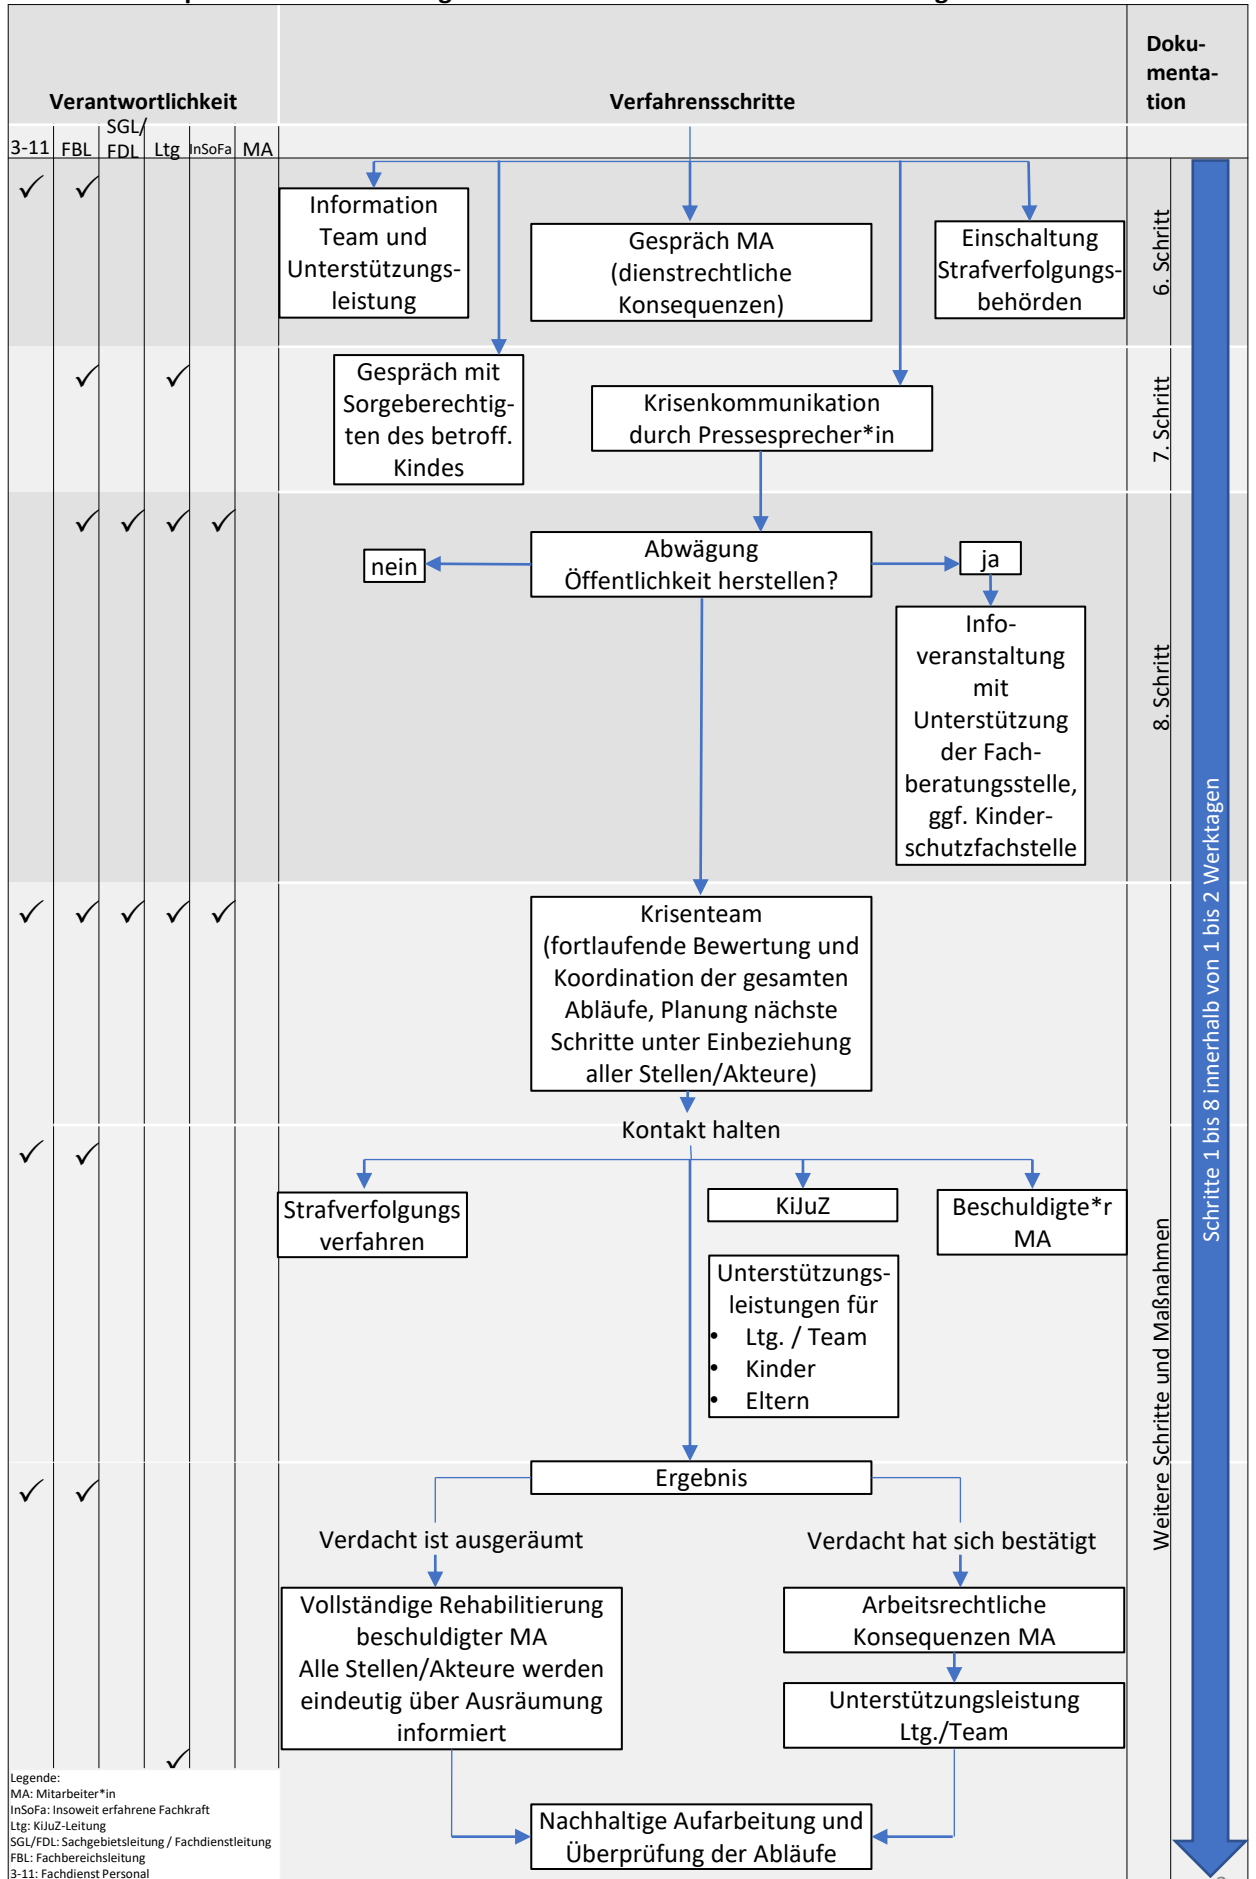 Verantwortlichkeit
Verfahrensschritte
Doku-
menta-
tion
3-11
FBL
SGL/
FDL
Ltg
InSoFa
MA
✓ ✓
Information
Team und
Unterstützungs-
leistung
Gespräch MA
(dienstrechtliche
Konsequenzen)
Einschaltung
Strafverfolgungs-
behörden
6. Schritt
✓ ✓
Gespräch mit
Sorgeberechtig-
ten des betroff.
Kindes
Krisenkommunikation
durch Pressesprecher*in
7. Schritt
✓ ✓ ✓ ✓
nein
Abwägung
Öffentlichkeit herstellen?
ja
Info-
veranstaltung
mit
Unterstützung
der Fach-
beratungsstelle,
ggf. Kinder-
schutzfachstelle
8. Schritt
Schritte 1 bis 8 innerhalb von 1 bis 2 Werktagen
✓ ✓ ✓ ✓ ✓
Krisenteam
(fortlaufende Bewertung und
Koordination der gesamten
Abläufe, Planung nächste
Schritte unter Einbeziehung
aller Stellen/Akteure)
Kontakt halten
✓ ✓
Strafverfolgungs
verfahren
KiJuZ
Beschuldigte*r
MA
Unterstützungs-
leistungen für
• Ltg. / Team
• Kinder
• Eltern
Weitere Schritte und Maßnahmen
✓ ✓
Ergebnis
Verdacht ist ausgeräumt
Verdacht hat sich bestätigt
Vollständige Rehabilitierung
beschuldigter MA
Alle Stellen/Akteure werden
eindeutig über Ausräumung
informiert
Arbeitsrechtliche
Konsequenzen MA
Unterstützungsleistung
Ltg./Team
✓
Nachhaltige Aufarbeitung und
Überprüfung der Abläufe
Legende:
MA: Mitarbeiter*in
InSoFa: Insoweit erfahrene Fachkraft
Ltg: KiJuZ-Leitung
SGL/FDL: Sachgebietsleitung / Fachdienstleitung
FBL: Fachbereichsleitung
3-11: Fachdienst Personal